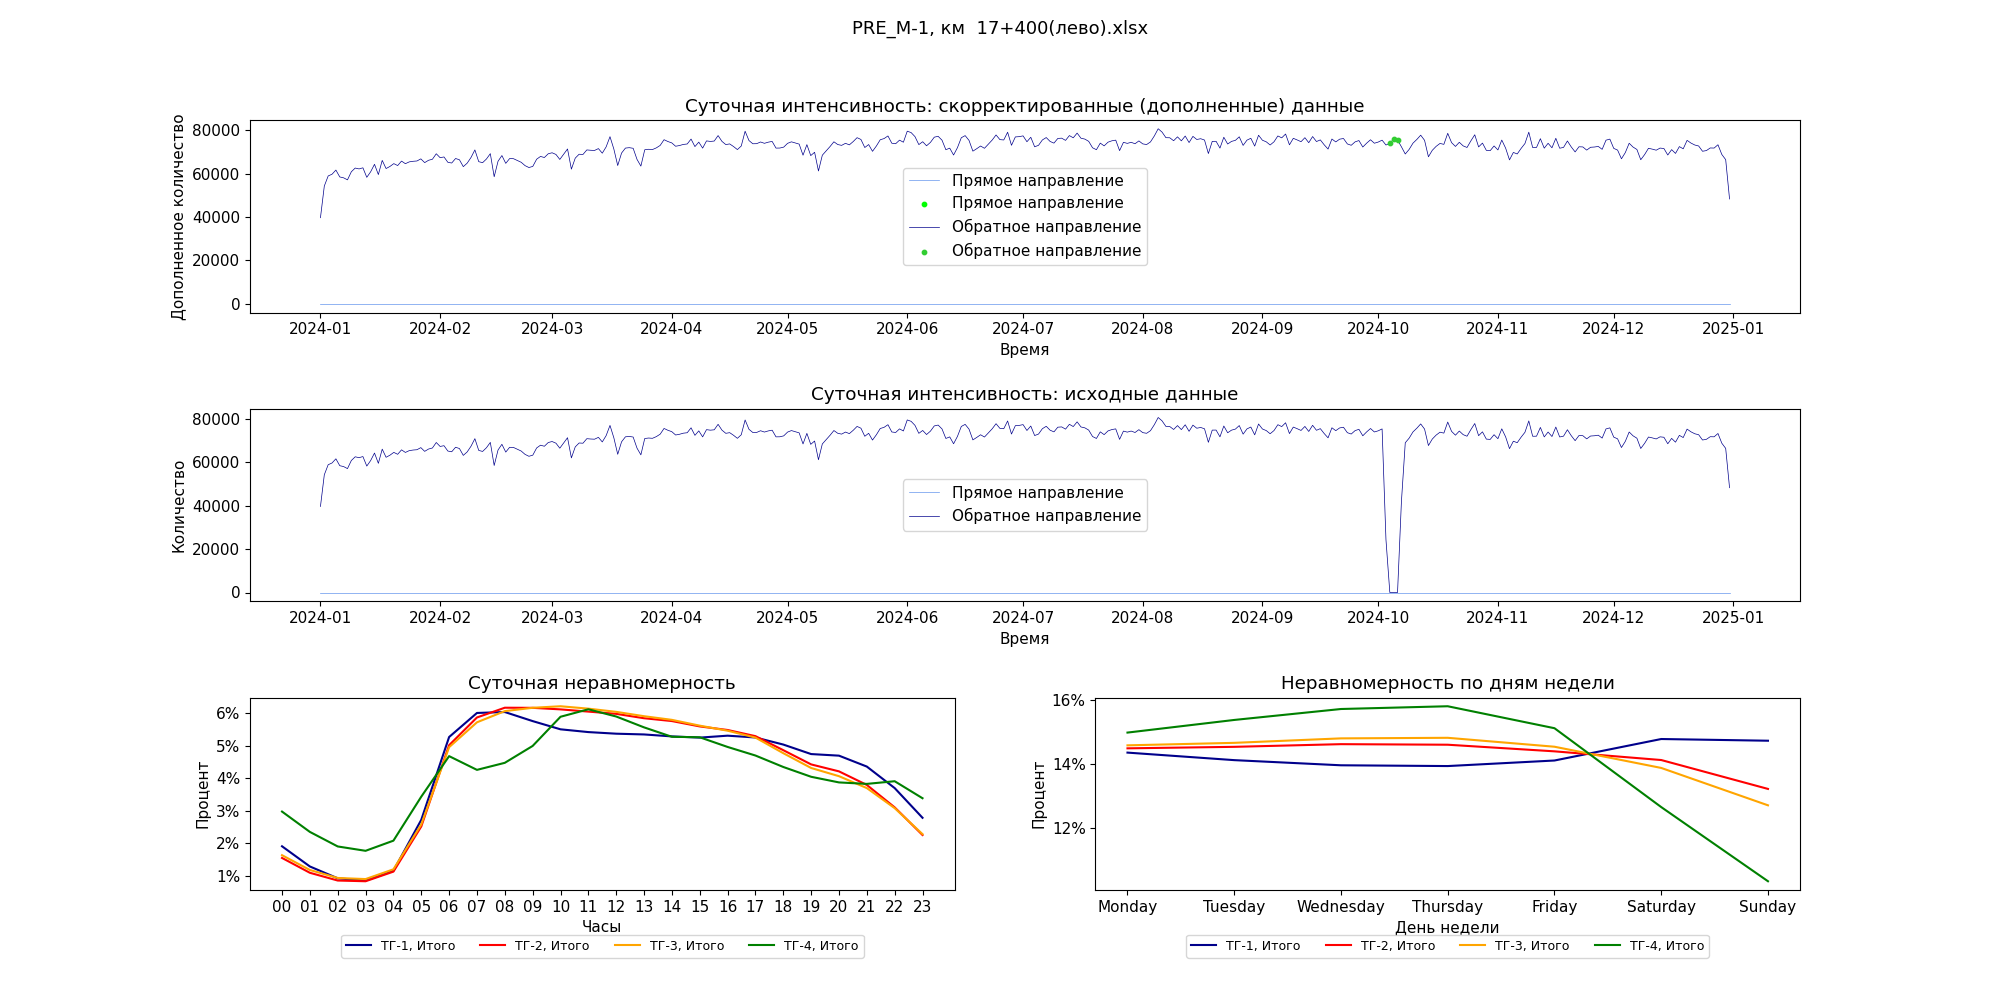 PRE_М-1, км  17+400(лево).xlsx
Суточная интенсивность: скорректированные (дополненные) данные
Дополненное количество
80000
60000
40000
20000
0
Прямое направление
Прямое направление
Обратное направление
Обратное направление
2024-01 2024-02 2024-03 2024-04 2024-05 2024-06 2024-07 2024-08 2024-09 2024-10 2024-11 2024-12 2025-01
Время
Суточная интенсивность: исходные данные
Количество
80000
60000
40000
20000
0
Прямое направление
Обратное направление
2024-01 2024-02 2024-03 2024-04 2024-05 2024-06 2024-07 2024-08 2024-09 2024-10 2024-11 2024-12 2025-01
Время
Суточная неравномерность
Процент
6%
5%
4%
3%
2%
1%
00 01 02 03 04 05 06 07 08 09 10 11 12 13 14 15 16 17 18 19 20 21 22 23
Часы
ТГ-1, Итого ТГ-2, Итого ТГ-3, Итого ТГ-4, Итого
Неравномерность по дням недели
Процент
16%
14%
12%
Monday Tuesday Wednesday Thursday Friday Saturday Sunday
День недели
ТГ-1, Итого ТГ-2, Итого ТГ-3, Итого ТГ-4, Итого